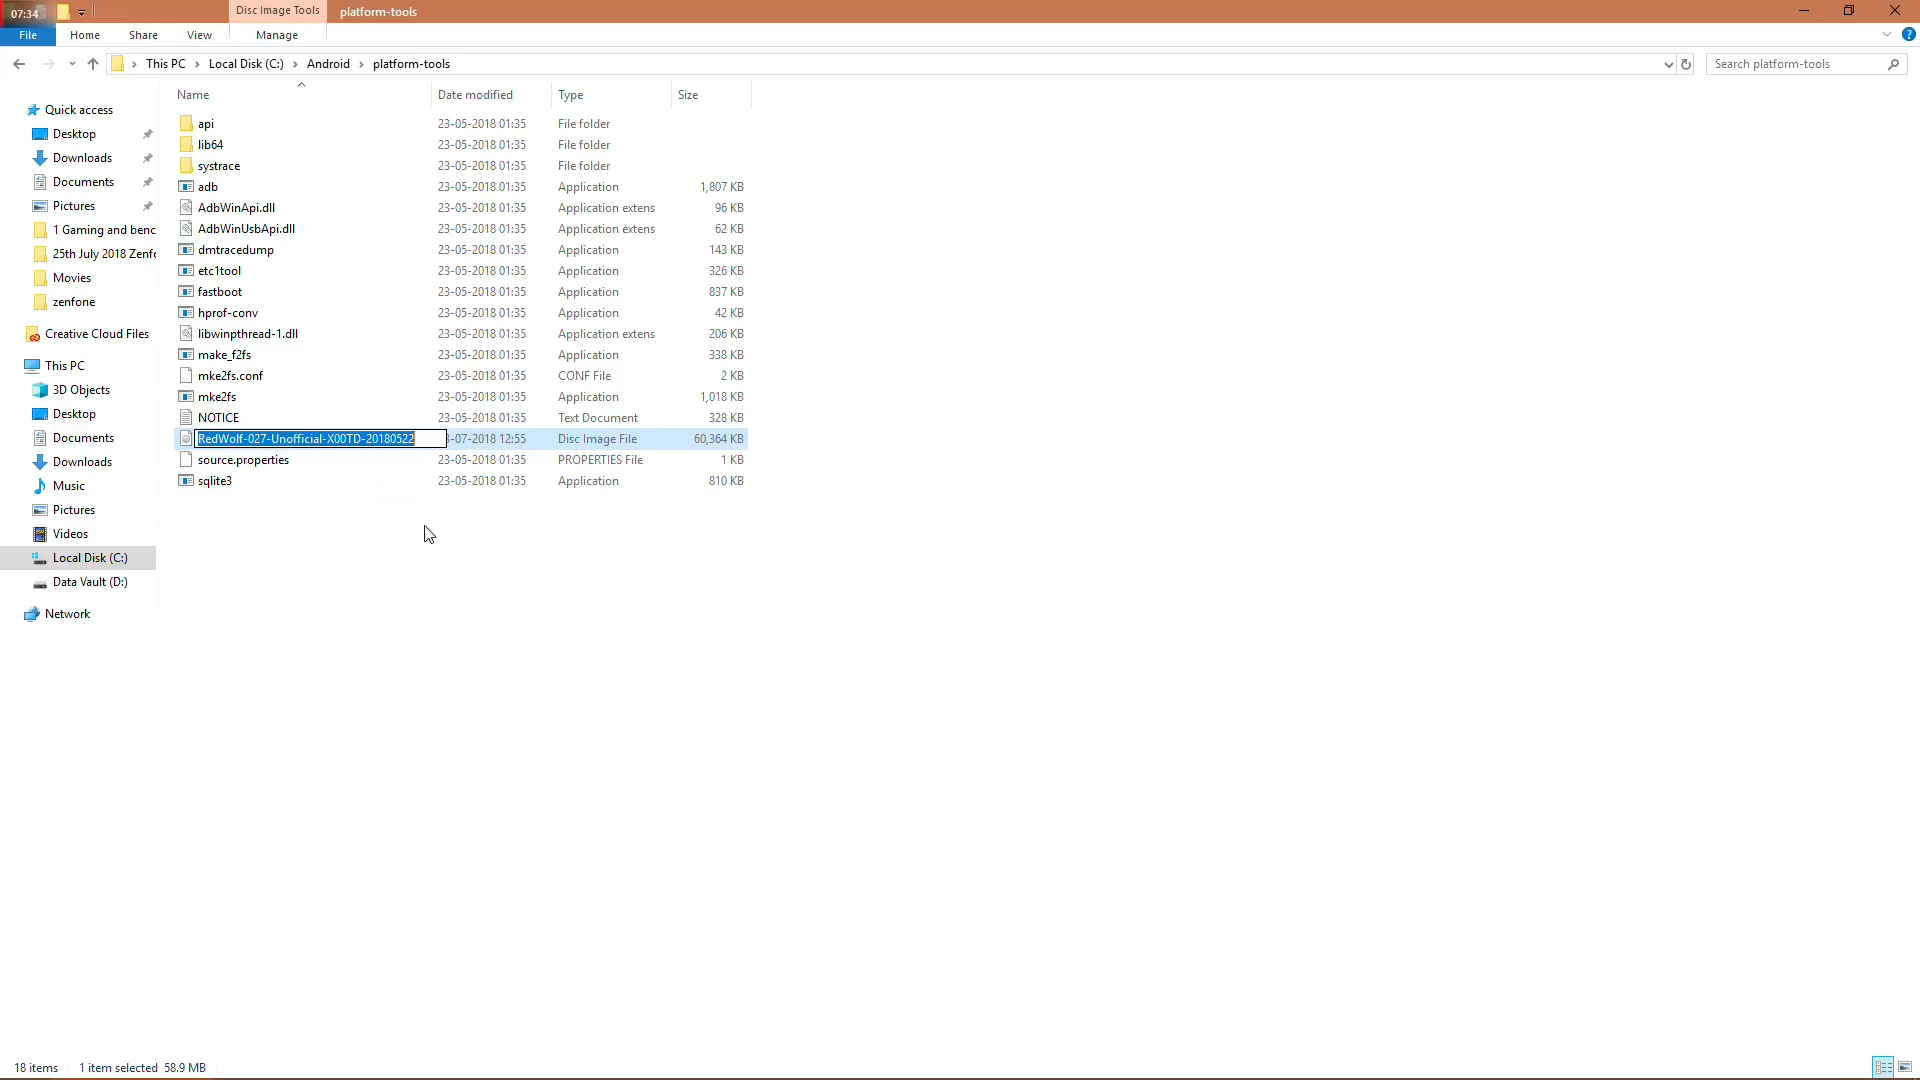 07:34
Disc Image Tools platform-tools
File Home Share View Manage
This PC Local Disk (C:) Android platform-tools Search platform-tools
Name Date modified Type Size
Quick access
Desktop
Downloads
Documents
Pictures
1 Gaming and benc
25th July 2018 Zenfo
Movies
zenfone
Creative Cloud Files
This PC
3D Objects
Desktop
Documents
Downloads
Music
Pictures
Videos
Local Disk (C:)
Data Vault (D:)
Network
api 23-05-2018 01:35 File folder
lib64 23-05-2018 01:35 File folder
systrace 23-05-2018 01:35 File folder
adb 23-05-2018 01:35 Application 1,807 KB
AdbWinApi.dll 23-05-2018 01:35 Application extens 96 KB
AdbWinUsbApi.dll 23-05-2018 01:35 Application extens 62 KB
dmtracedump 23-05-2018 01:35 Application 143 KB
etc1tool 23-05-2018 01:35 Application 326 KB
fastboot 23-05-2018 01:35 Application 837 KB
hprof-conv 23-05-2018 01:35 Application 42 KB
libwinpthread-1.dll 23-05-2018 01:35 Application extens 206 KB
make_f2fs 23-05-2018 01:35 Application 338 KB
mke2fs.conf 23-05-2018 01:35 CONF File 2 KB
mke2fs 23-05-2018 01:35 Application 1,018 KB
NOTICE 23-05-2018 01:35 Text Document 328 KB
RedWolf-027-Unofficial-X00TD-20180522 3-07-2018 12:55 Disc Image File 60,364 KB
source.properties 23-05-2018 01:35 PROPERTIES File 1 KB
sqlite3 23-05-2018 01:35 Application 810 KB
18 items 1 item selected 58.9 MB